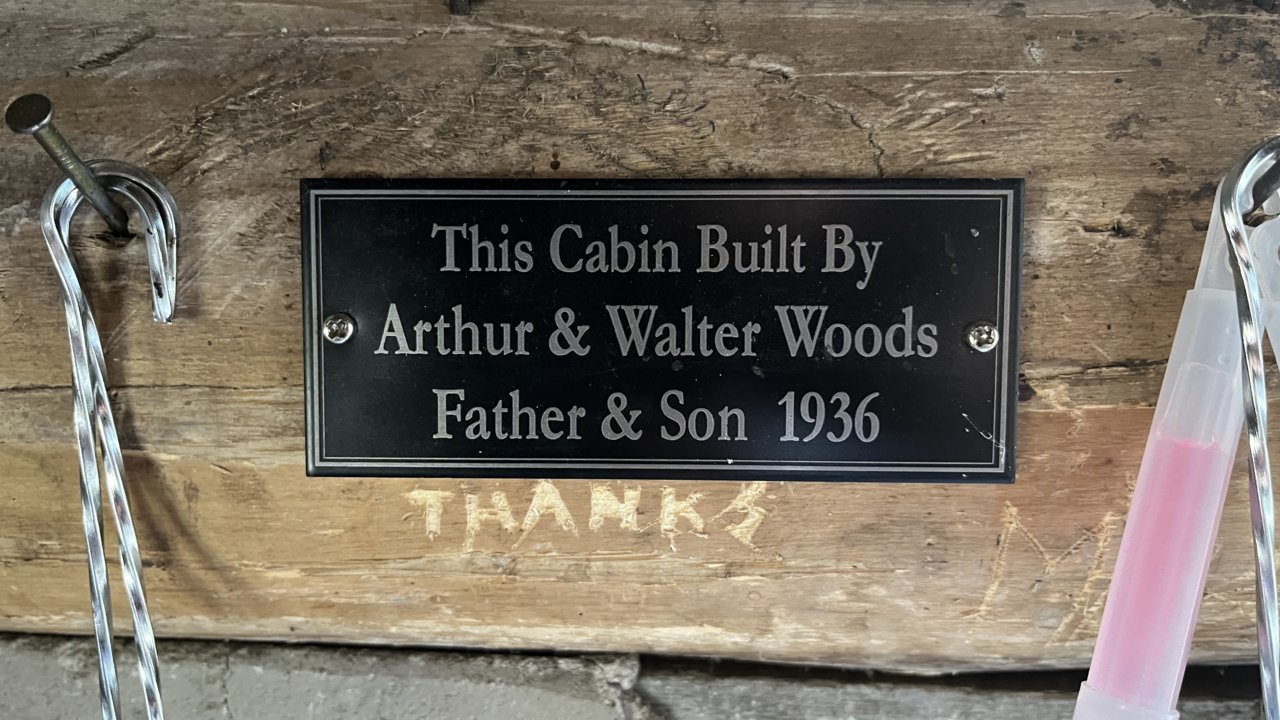 This Cabin Built By
Arthur & Walter Woods
Father & Son 1936
THANKS
M